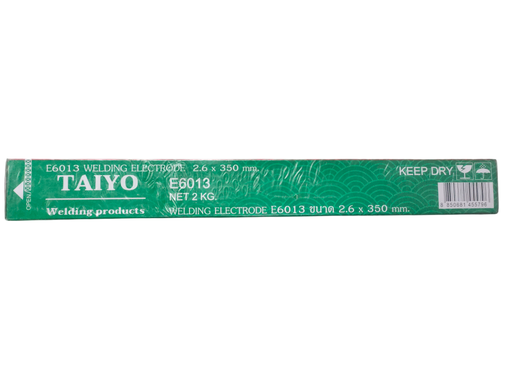 E6013 WELDING ELECTRODE 2.6 x 350 mm.
OPEN
TAIYO
Welding products
E6013
NET 2 KG.
WELDING ELECTRODE E6013 ขนาด 2.6 x 350 mm.
KEEP DRY